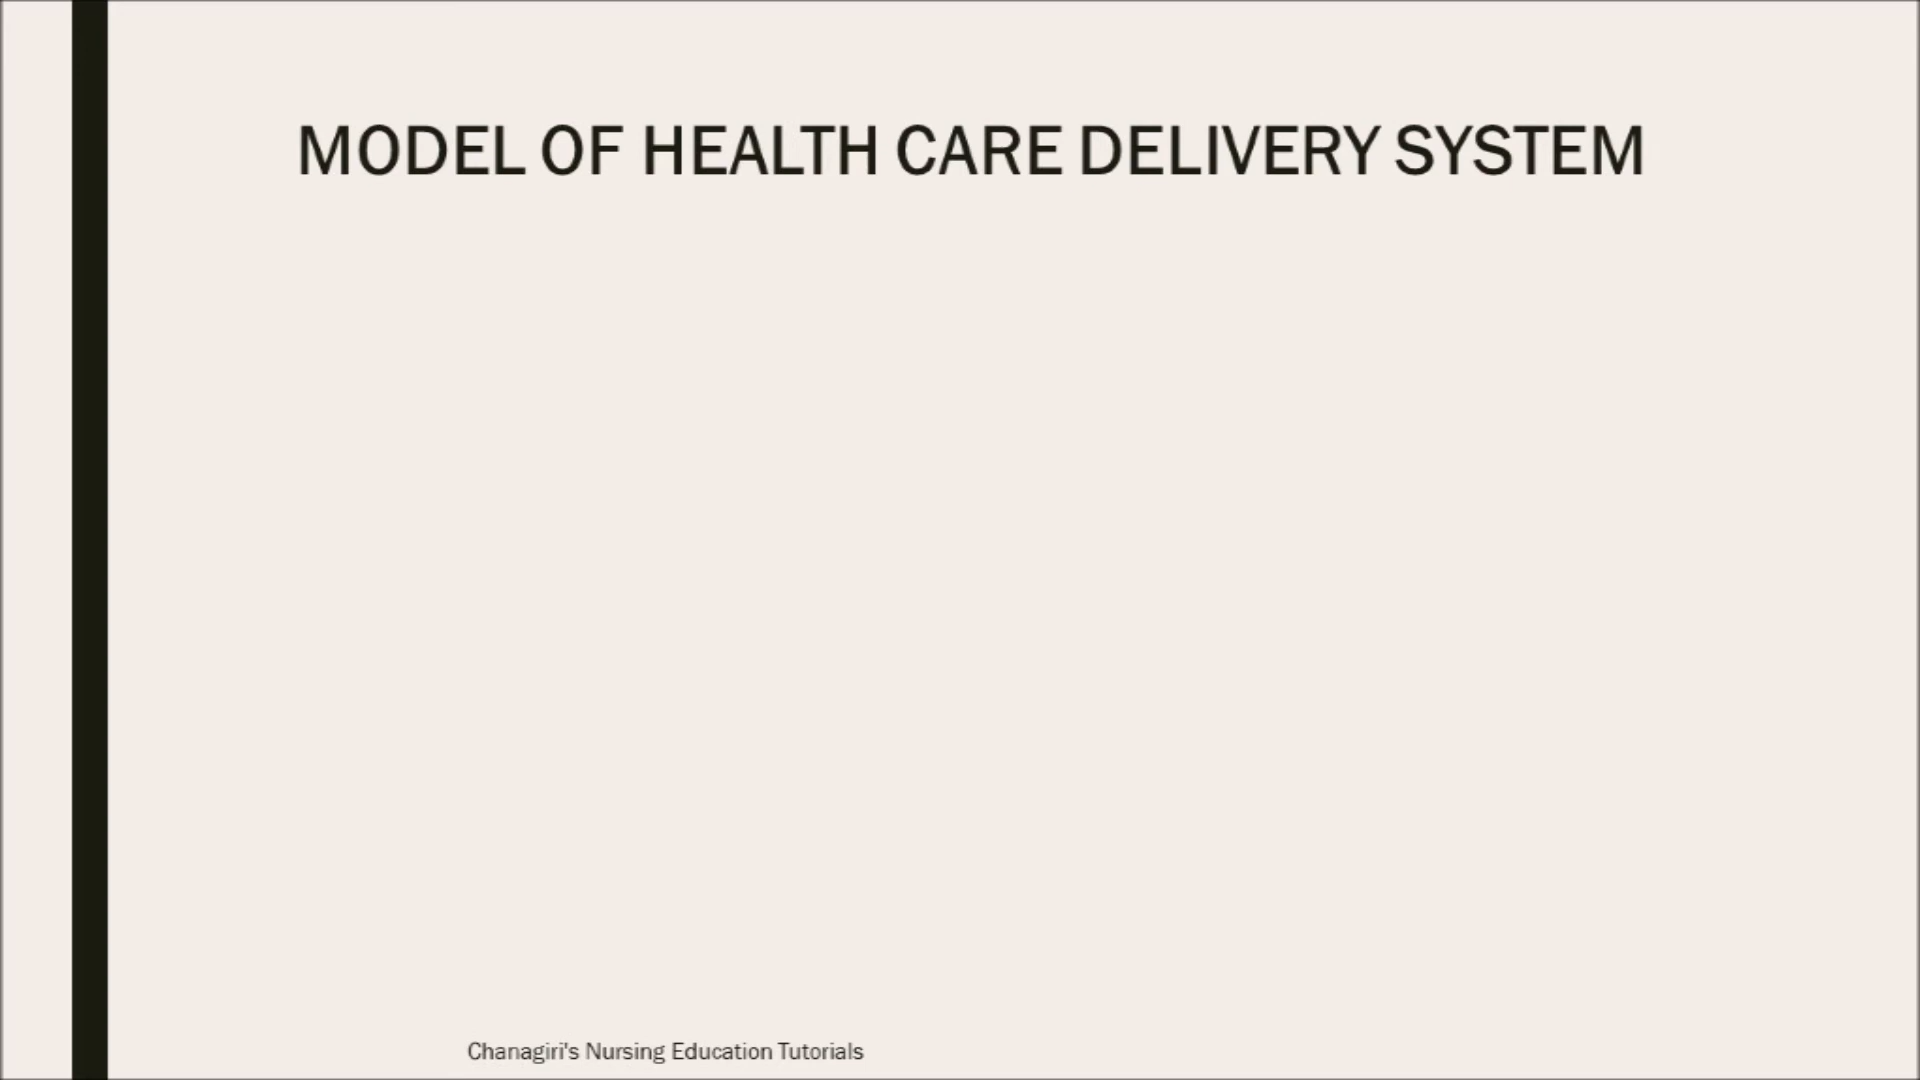 MODEL OF HEALTH CARE DELIVERY SYSTEM
Chanagiri's Nursing Education Tutorials